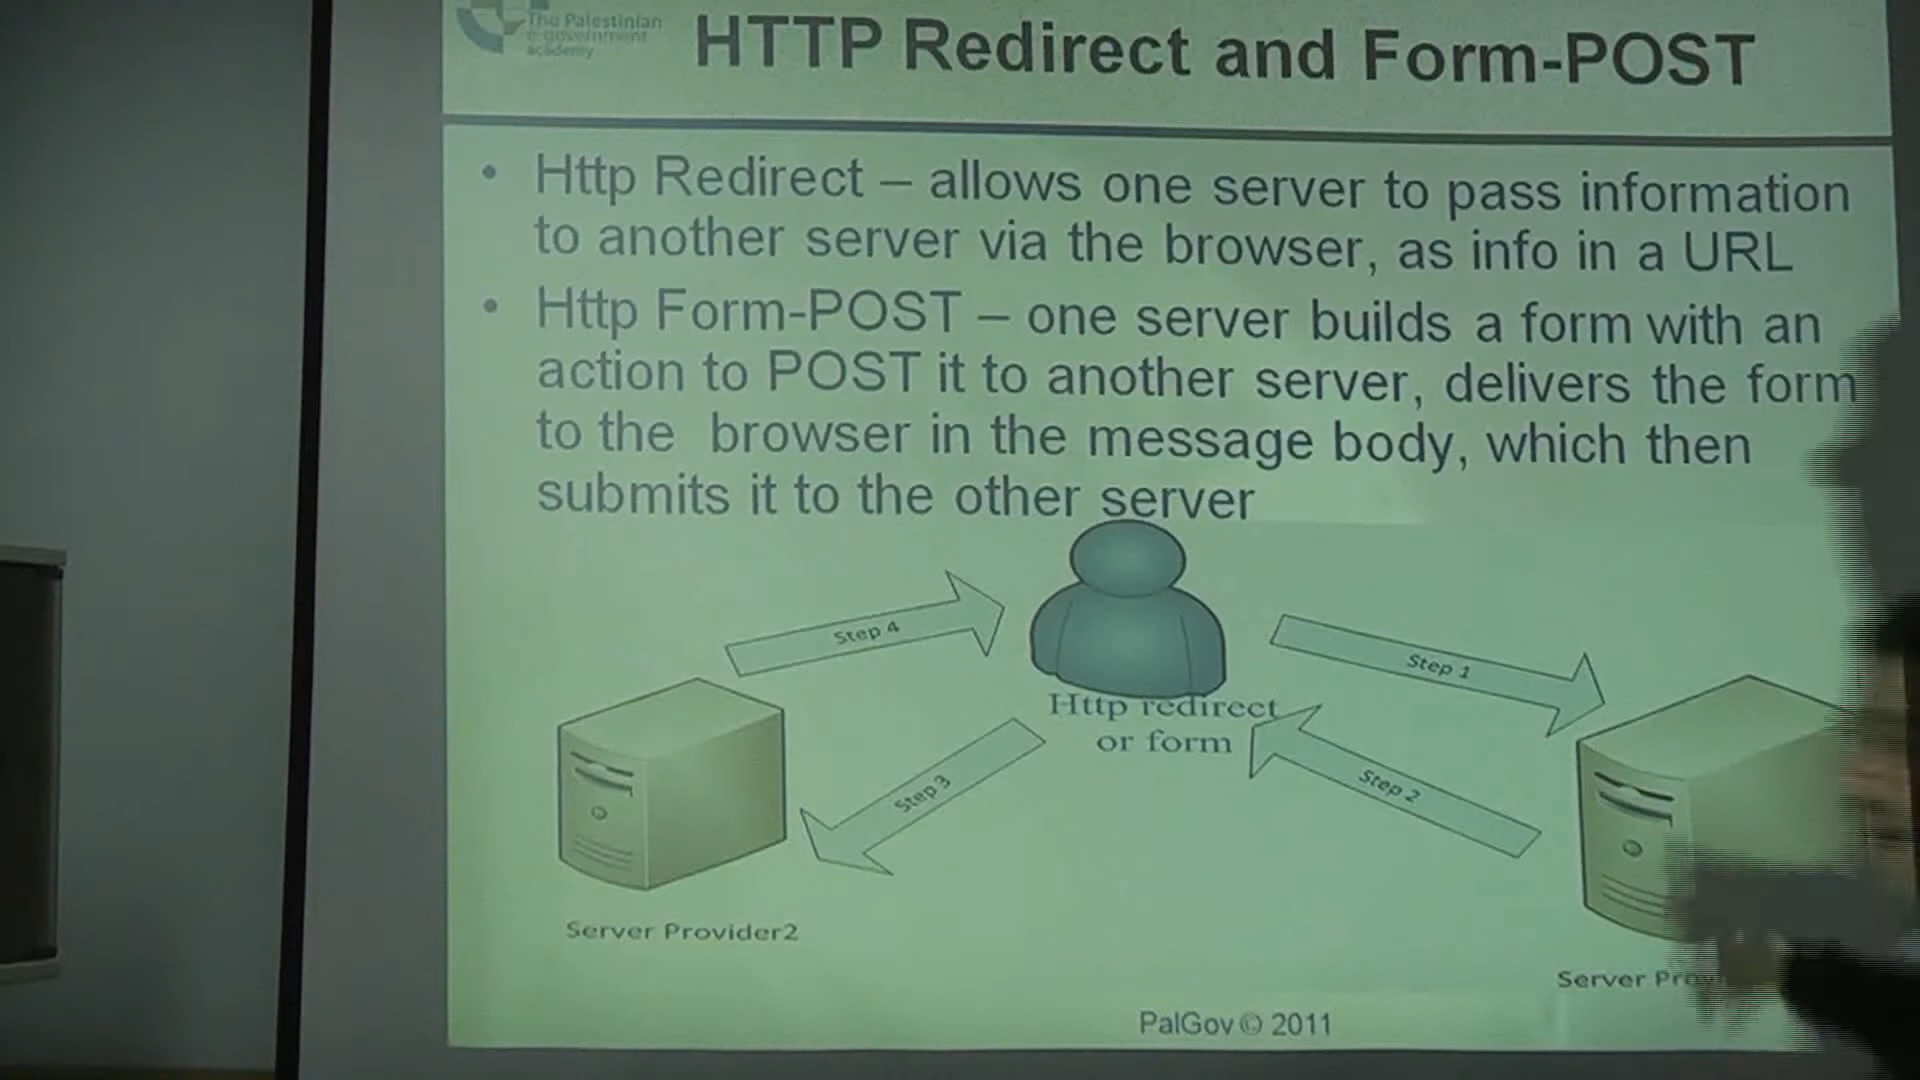 The Palestinian
e-government
academy
HTTP Redirect and Form-POST
• Http Redirect – allows one server to pass information
to another server via the browser, as info in a URL
• Http Form-POST – one server builds a form with an
action to POST it to another server, delivers the form
to the browser in the message body, which then
submits it to the other server
Step 4
Step 1
Http redirect
or form
Step 3
Step 2
Server Provider2
Server
PalGov © 2011